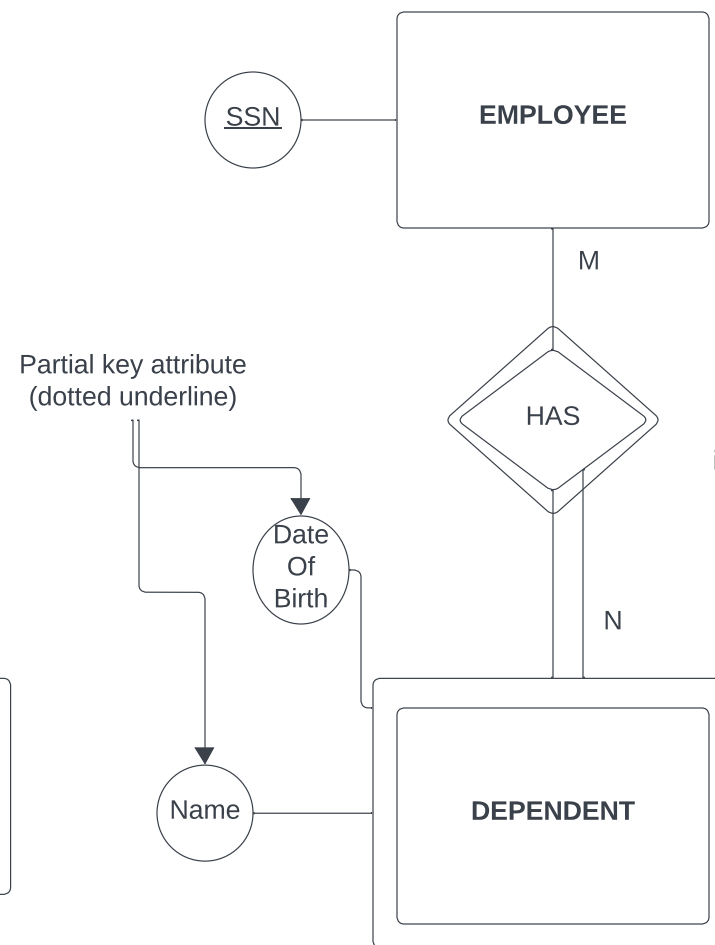 SSN
EMPLOYEE
M
Partial key attribute
(dotted underline)
HAS
Date
Of
Birth
N
Name
DEPENDENT